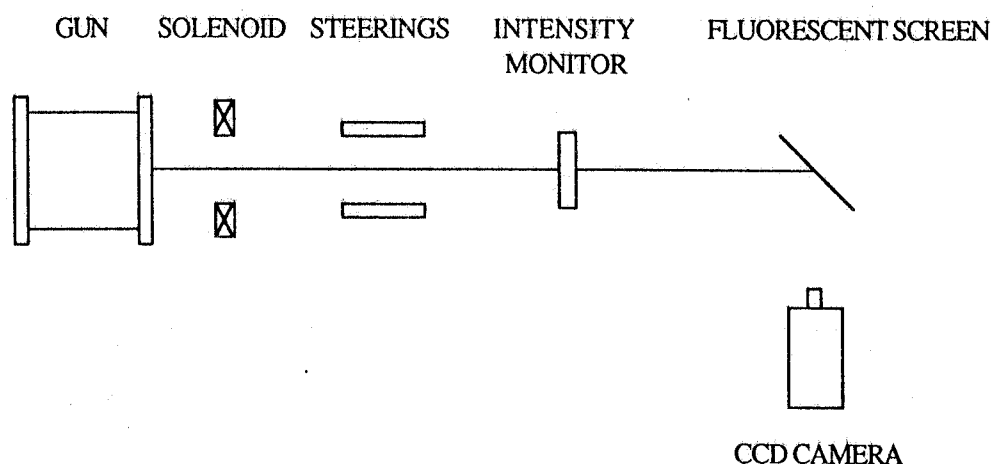 GUN SOLENOID STEERINGS INTENSITY MONITOR FLUORESCENT SCREEN
CCD CAMERA